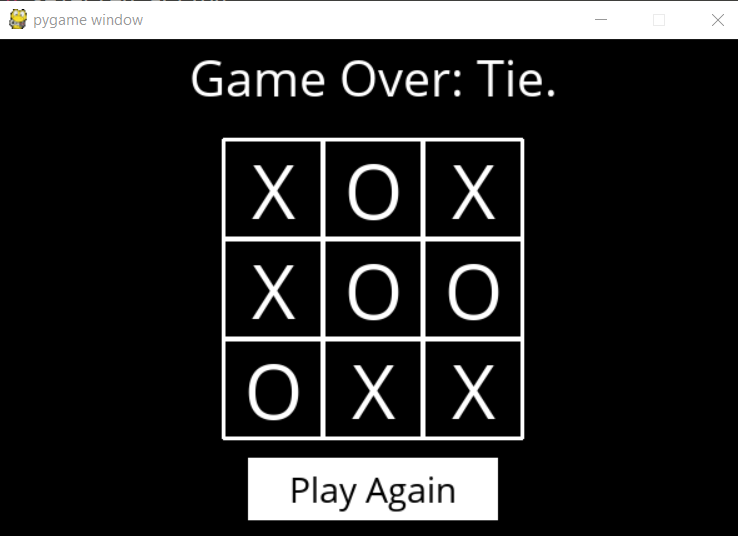 pygame window
Game Over: Tie.
X O X
X O O
O X X
Play Again